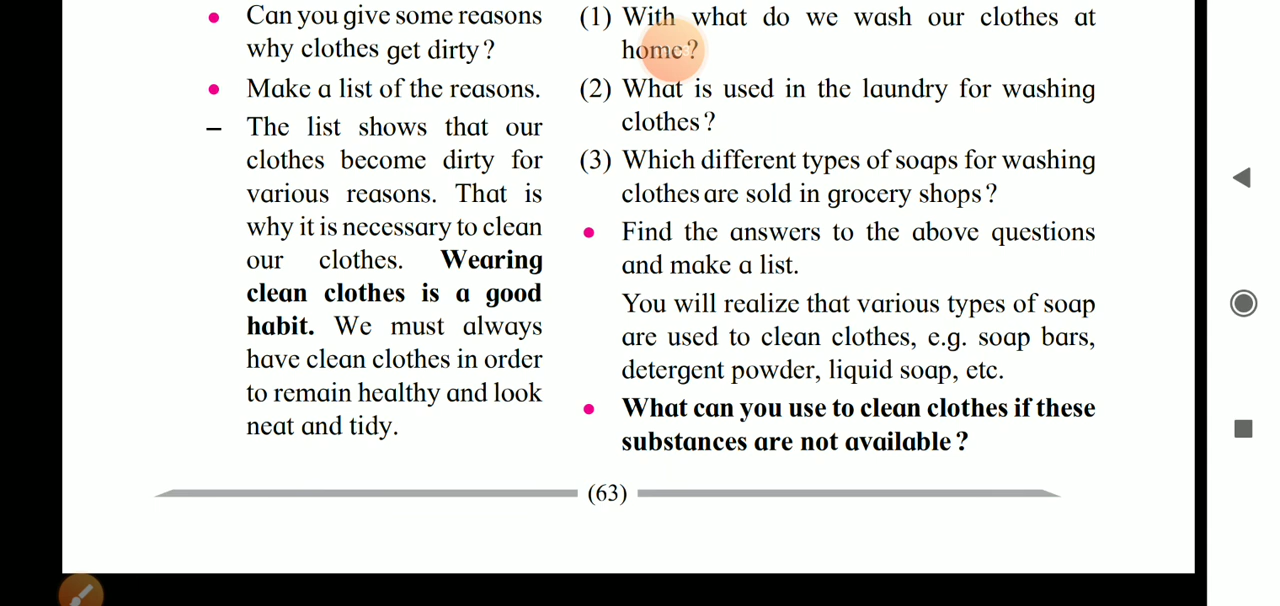 • Can you give some reasons
why clothes get dirty?
• Make a list of the reasons.
– The list shows that our
clothes become dirty for
various reasons. That is
why it is necessary to clean
our clothes. Wearing
clean clothes is a good
habit. We must always
have clean clothes in order
to remain healthy and look
neat and tidy.
(1) With what do we wash our clothes at
home?
(2) What is used in the laundry for washing
clothes?
(3) Which different types of soaps for washing
clothes are sold in grocery shops?
• Find the answers to the above questions
and make a list.
You will realize that various types of soap
are used to clean clothes, e.g. soap bars,
detergent powder, liquid soap, etc.
• What can you use to clean clothes if these
substances are not available?
(63)